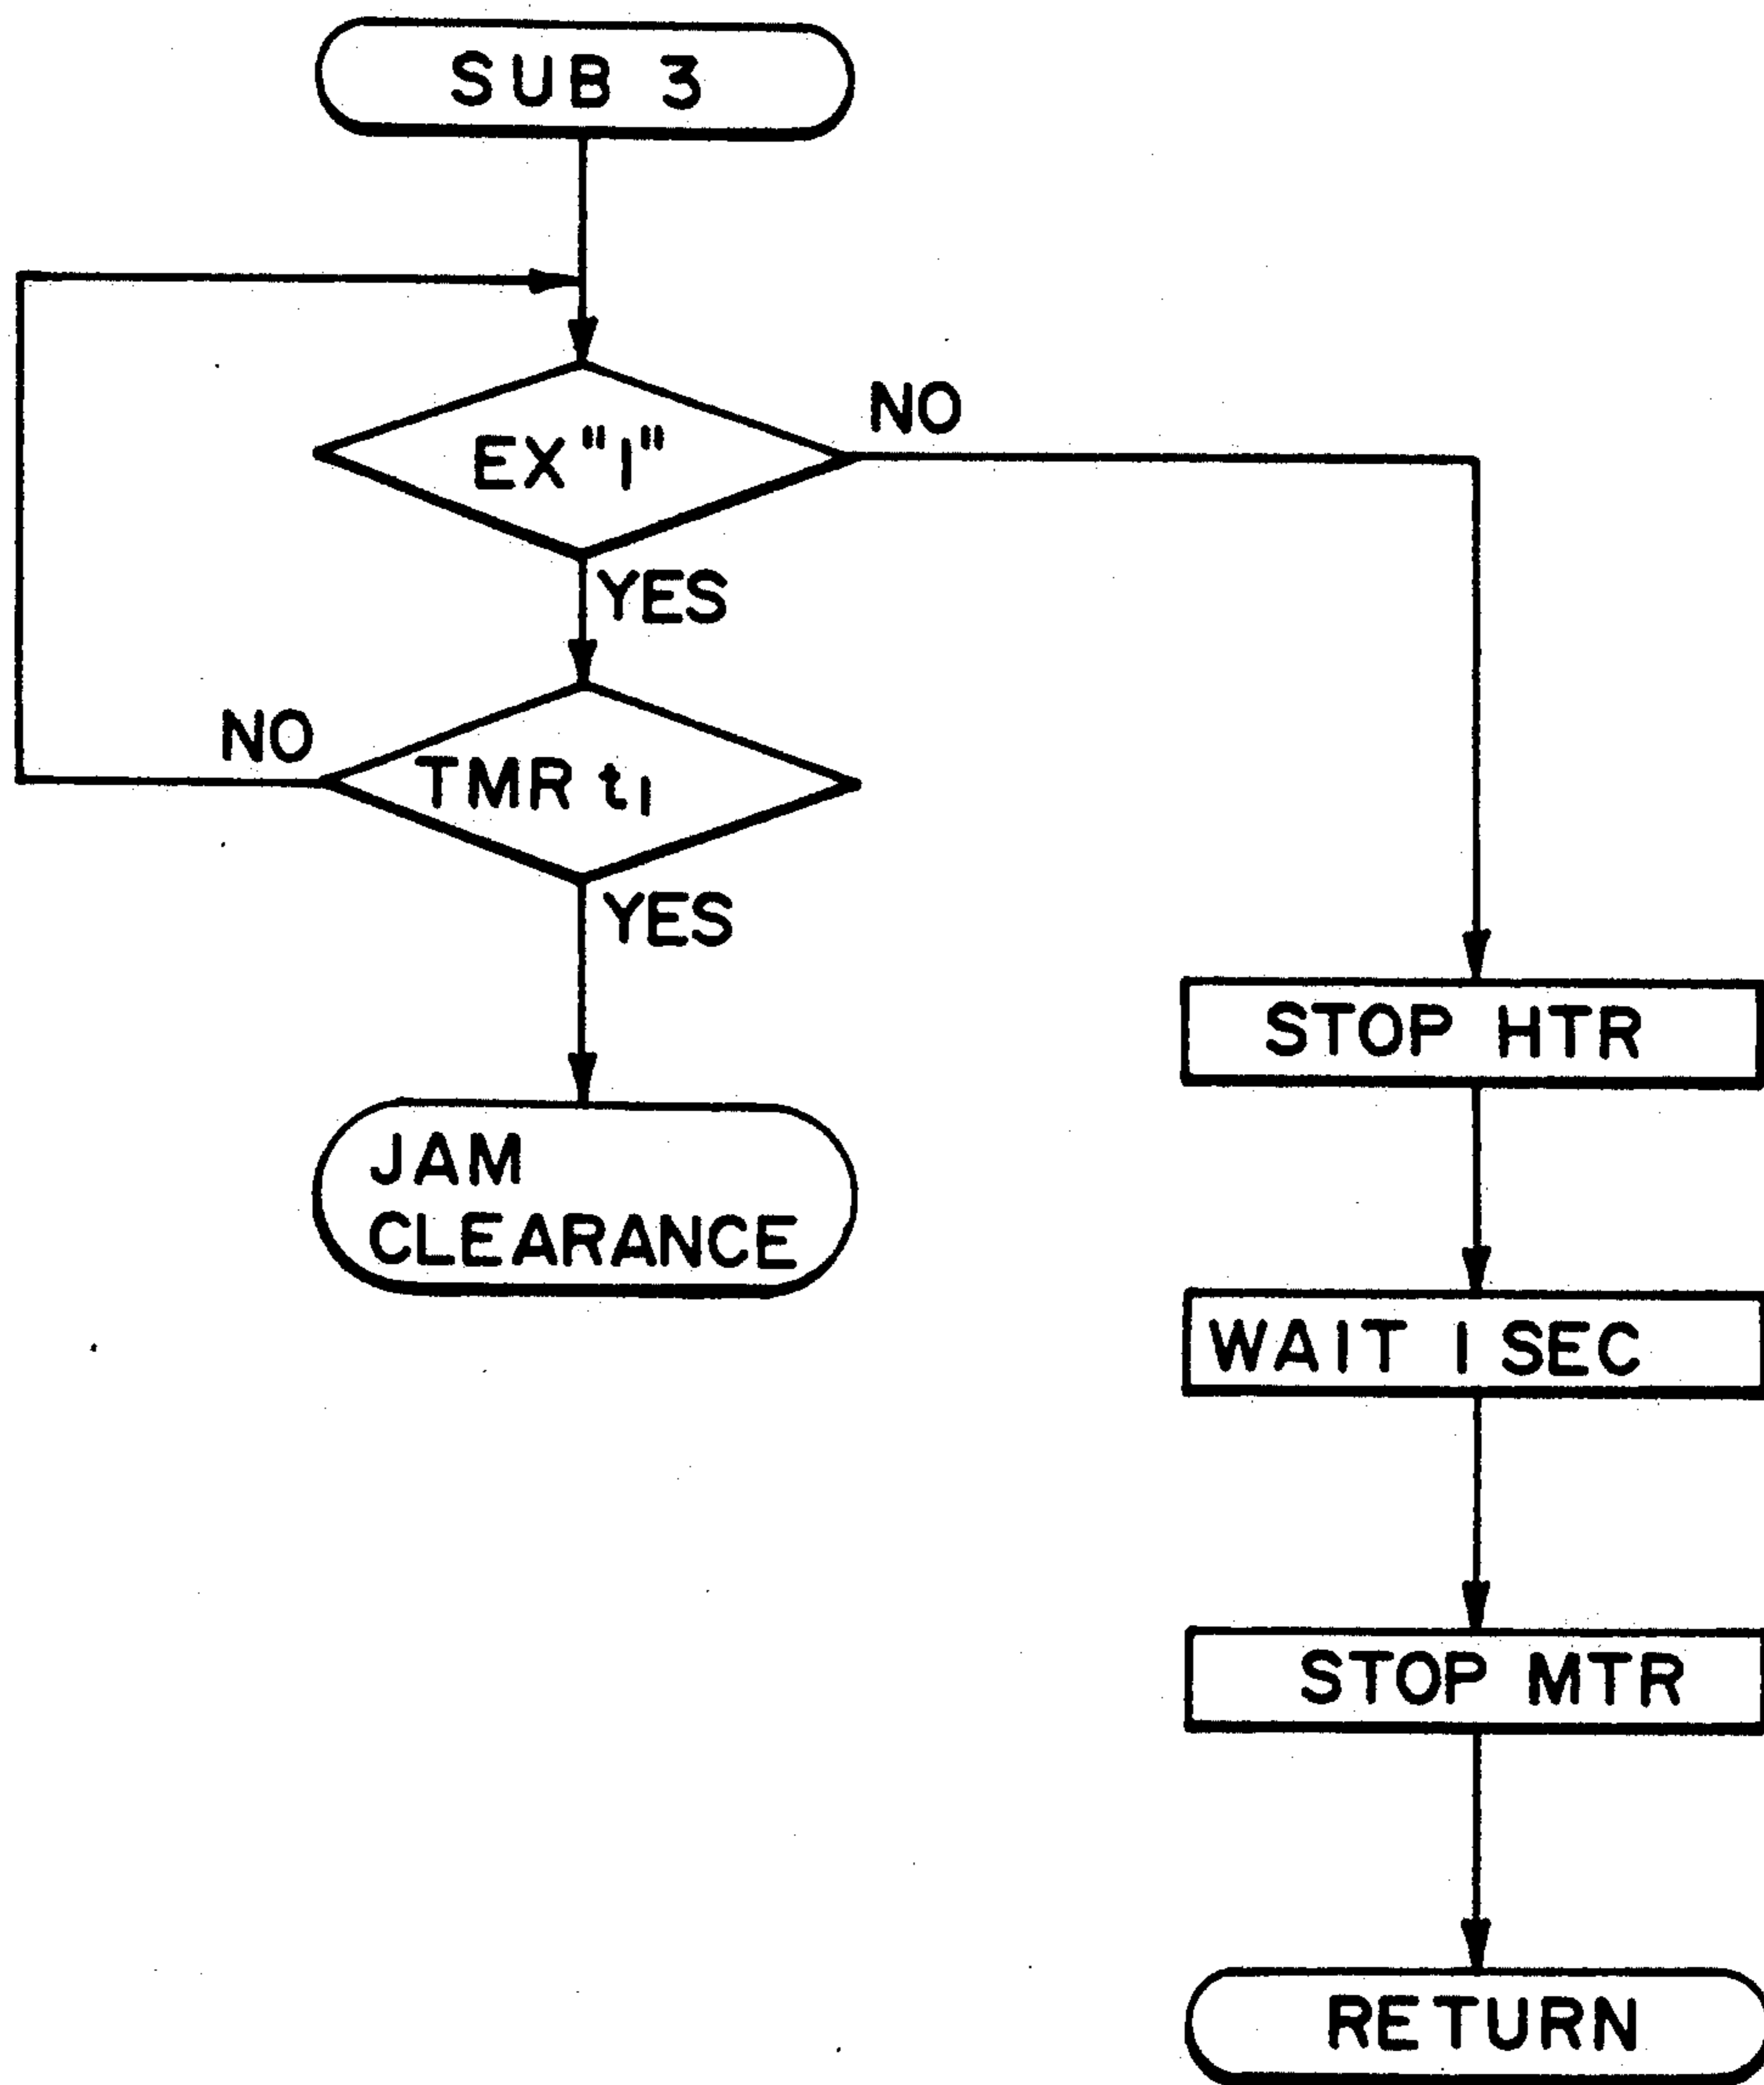 SUB 3
EX"1"
NO
YES
TMR t1
NO
YES
JAM
CLEARANCE
STOP HTR
WAIT 1 SEC
STOP MTR
RETURN